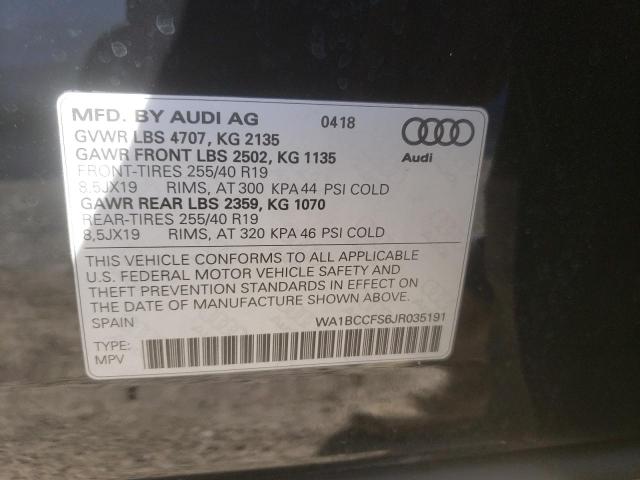 MFD. BY AUDI AG 0418
GVWR LBS 4707, KG 2135
GAWR FRONT LBS 2502, KG 1135
Audi
FRONT-TIRES 255/40 R19
8.5JX19 RIMS, AT 300 KPA 44 PSI COLD
GAWR REAR LBS 2359, KG 1070
REAR-TIRES 255/40 R19
8,5JX19 RIMS, AT 320 KPA 46 PSI COLD
THIS VEHICLE CONFORMS TO ALL APPLICABLE
U.S. FEDERAL MOTOR VEHICLE SAFETY AND
THEFT PREVENTION STANDARDS IN EFFECT ON
THE DATE OF MANUFACTURE SHOWN ABOVE.
SPAIN WA1BCCFS6JR035191
TYPE:
MPV